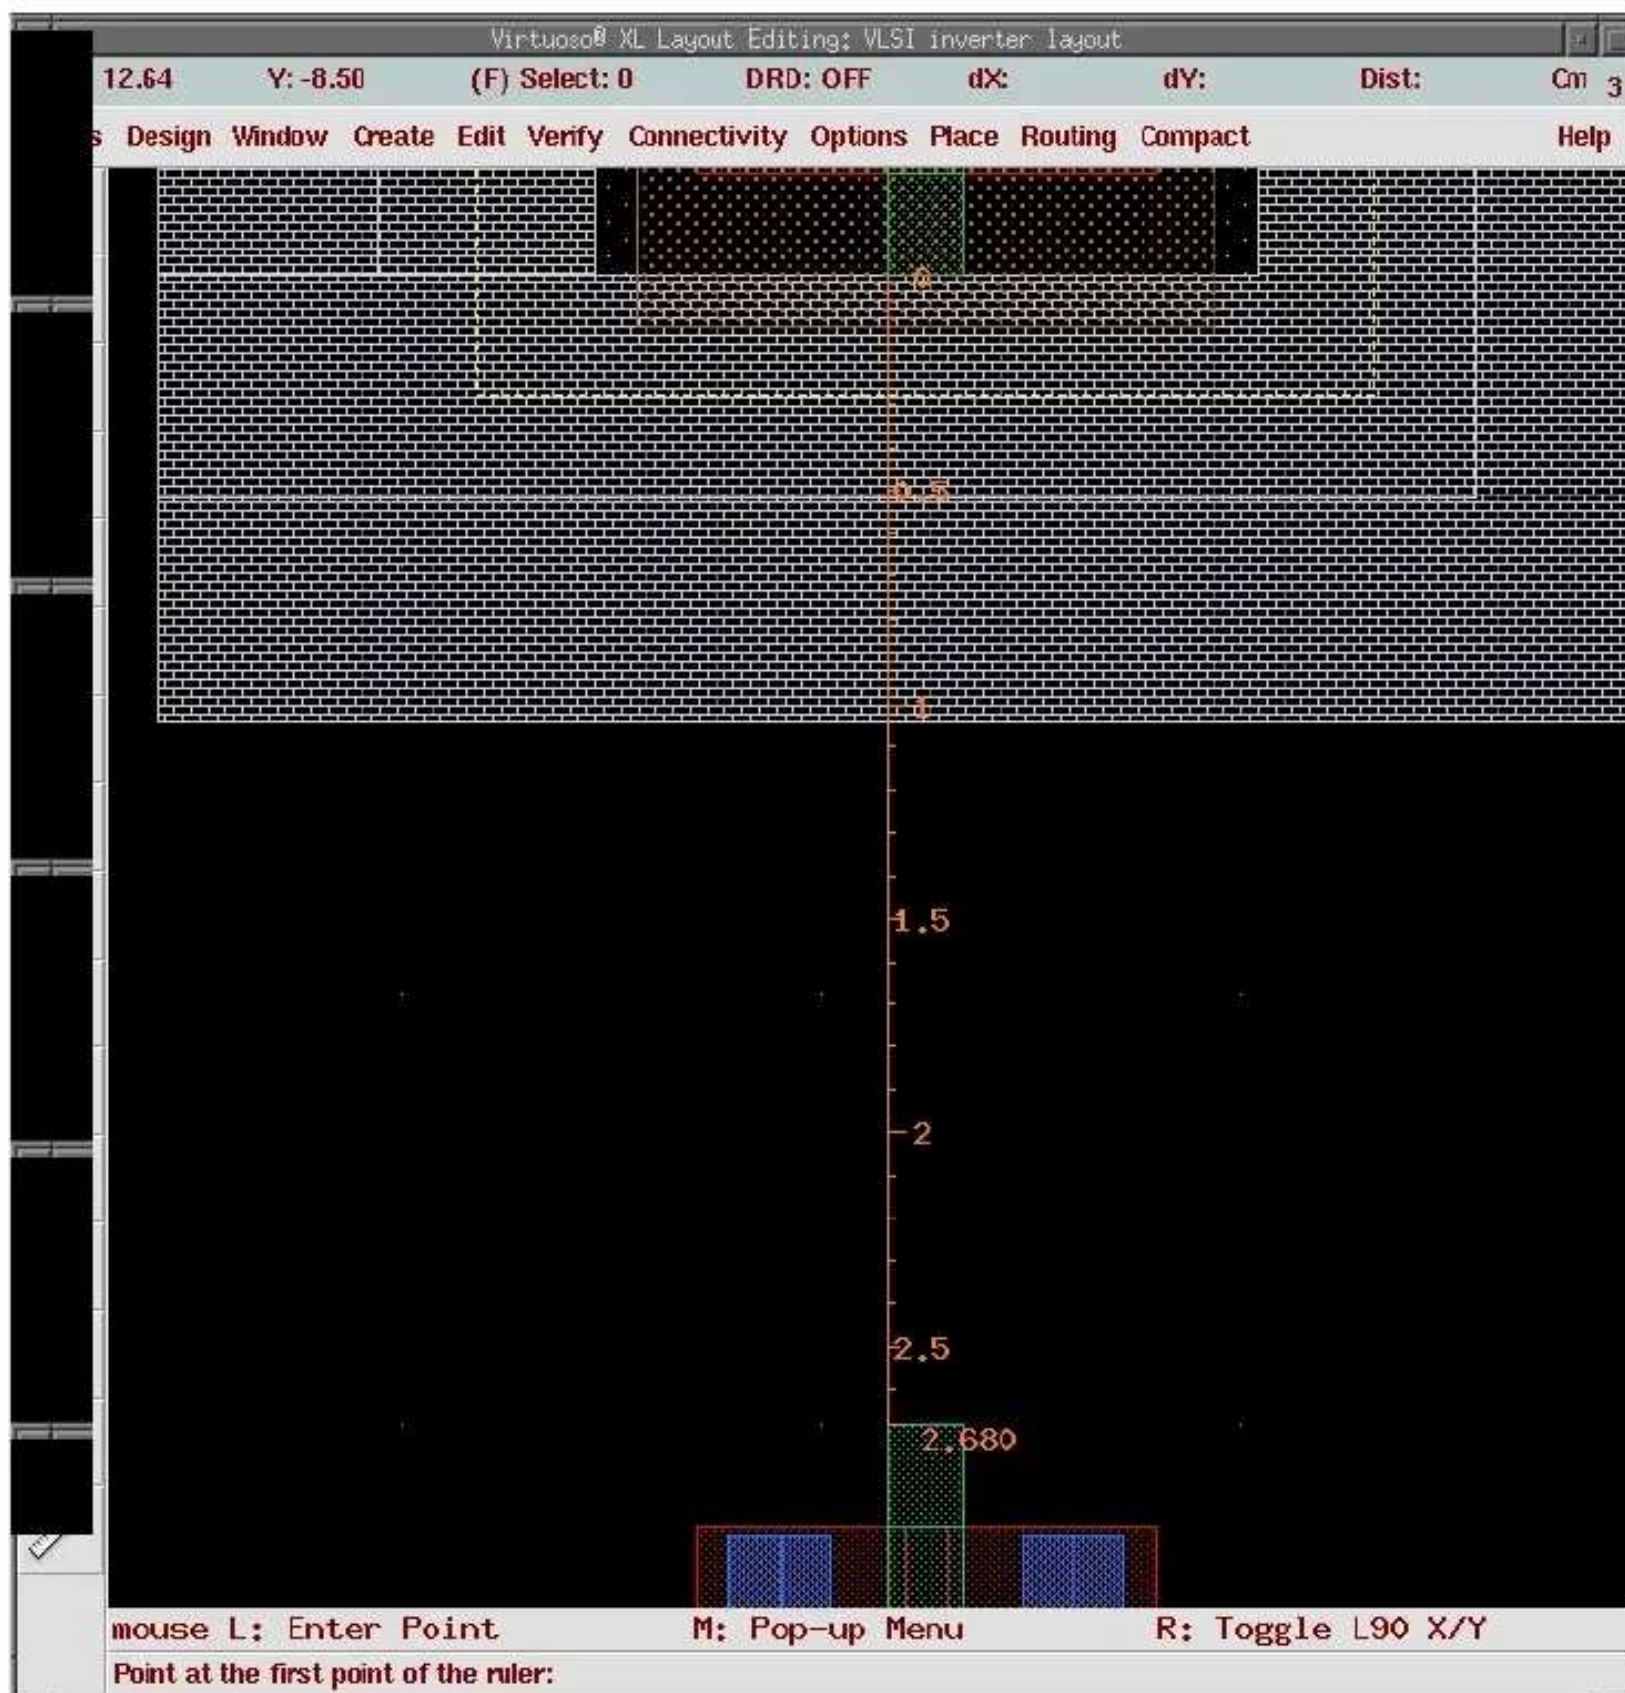 Virtuoso® XL Layout Editing: VLSI inverter layout
12.64 Y: -8.50 (F) Select: 0 DRD: OFF dX: dY: Dist: Cm 3
s Design Window Create Edit Verify Connectivity Options Place Routing Compact Help
0
0.5
1
1.5
2
2.5
2.680
mouse L: Enter Point M: Pop-up Menu R: Toggle L90 X/Y
Point at the first point of the ruler: